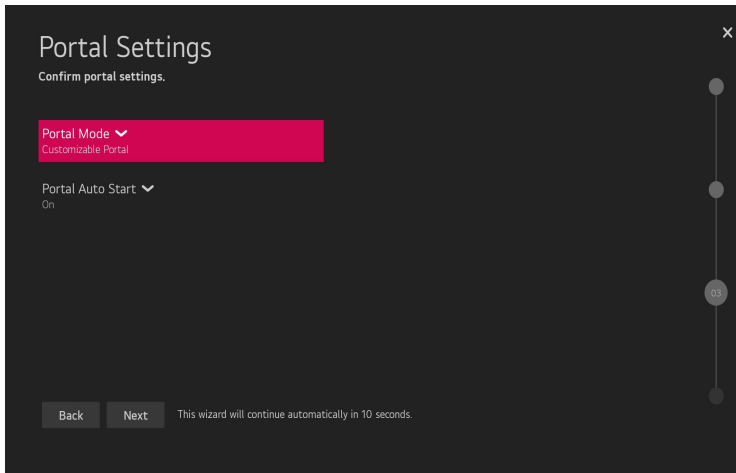 Portal Settings
Confirm portal settings.
Portal Mode
Customizable Portal
Portal Auto Start
On
03
Back Next This wizard will continue automatically in 10 seconds.